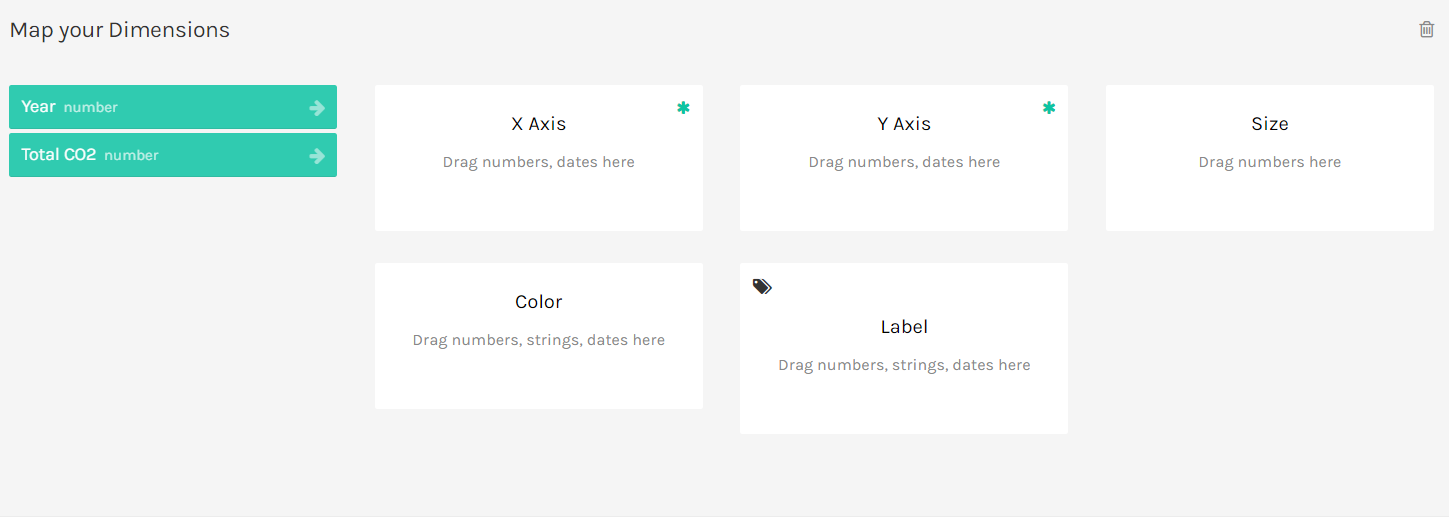 Map your Dimensions
Year number
Total CO2 number
X Axis
Drag numbers, dates here
Y Axis
Drag numbers, dates here
Size
Drag numbers here
Color
Drag numbers, strings, dates here
Label
Drag numbers, strings, dates here